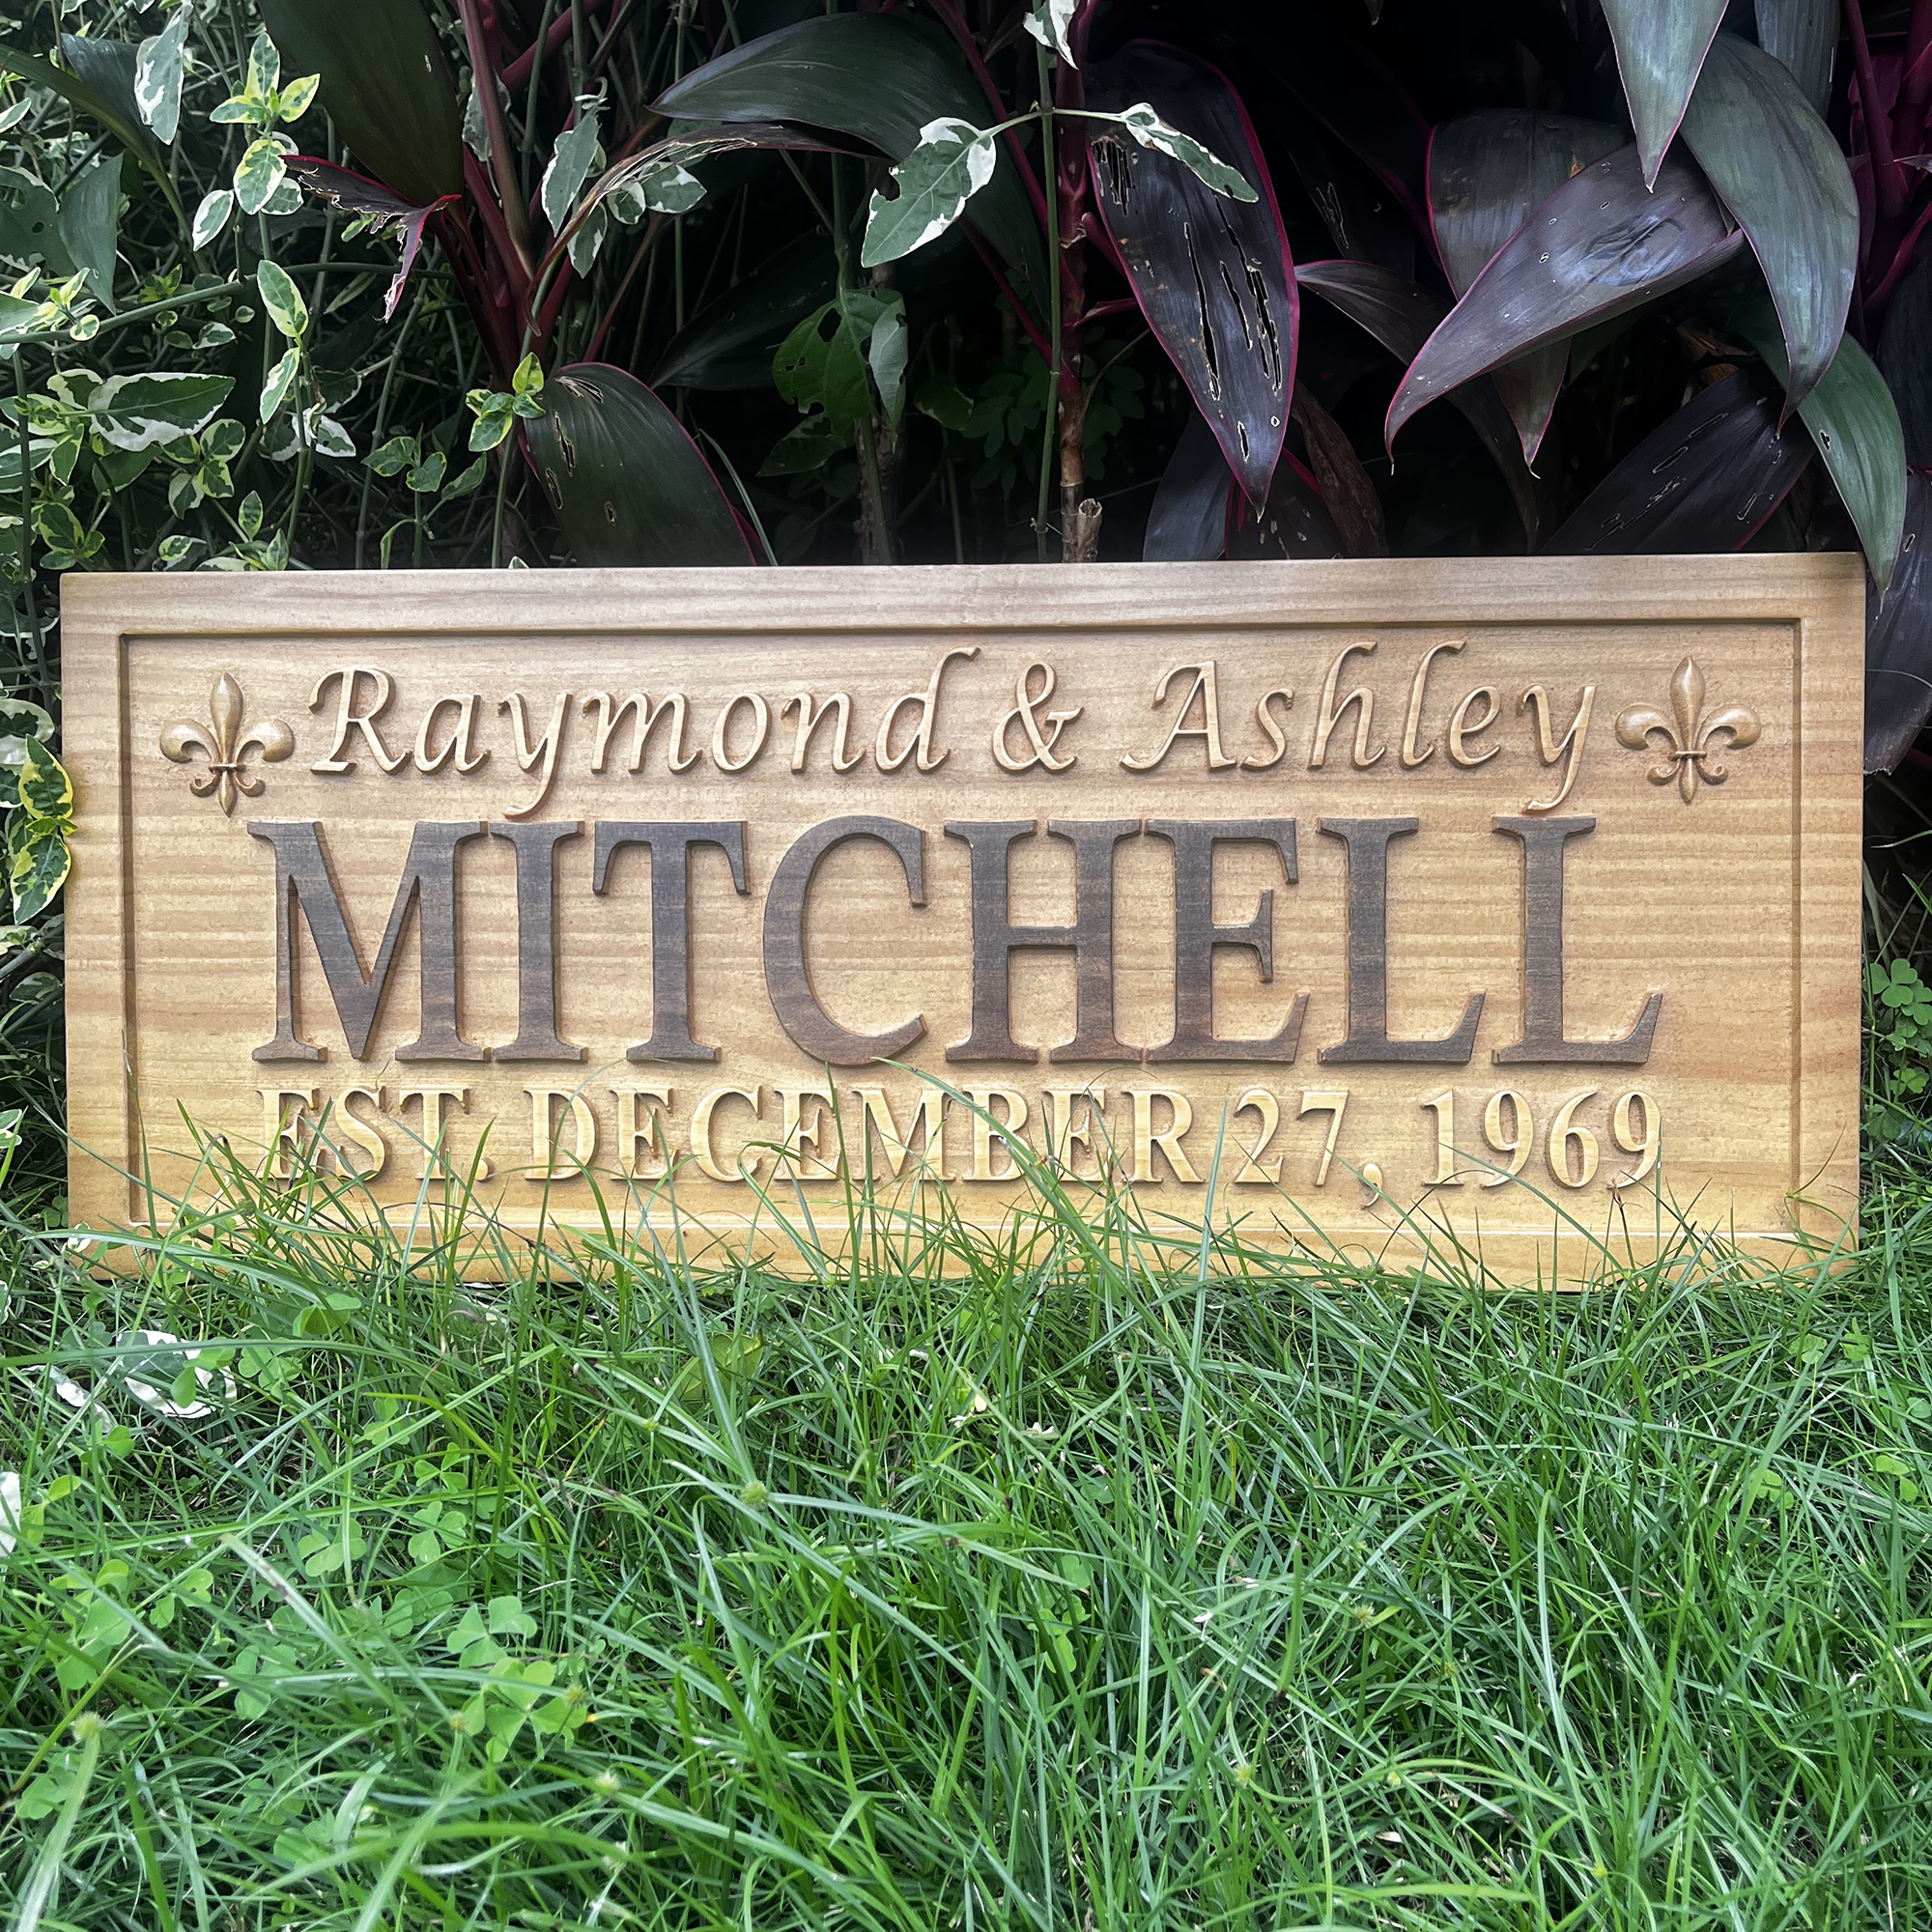 Raymond & Ashley
MITCHELL
EST. DECEMBER 27, 1969